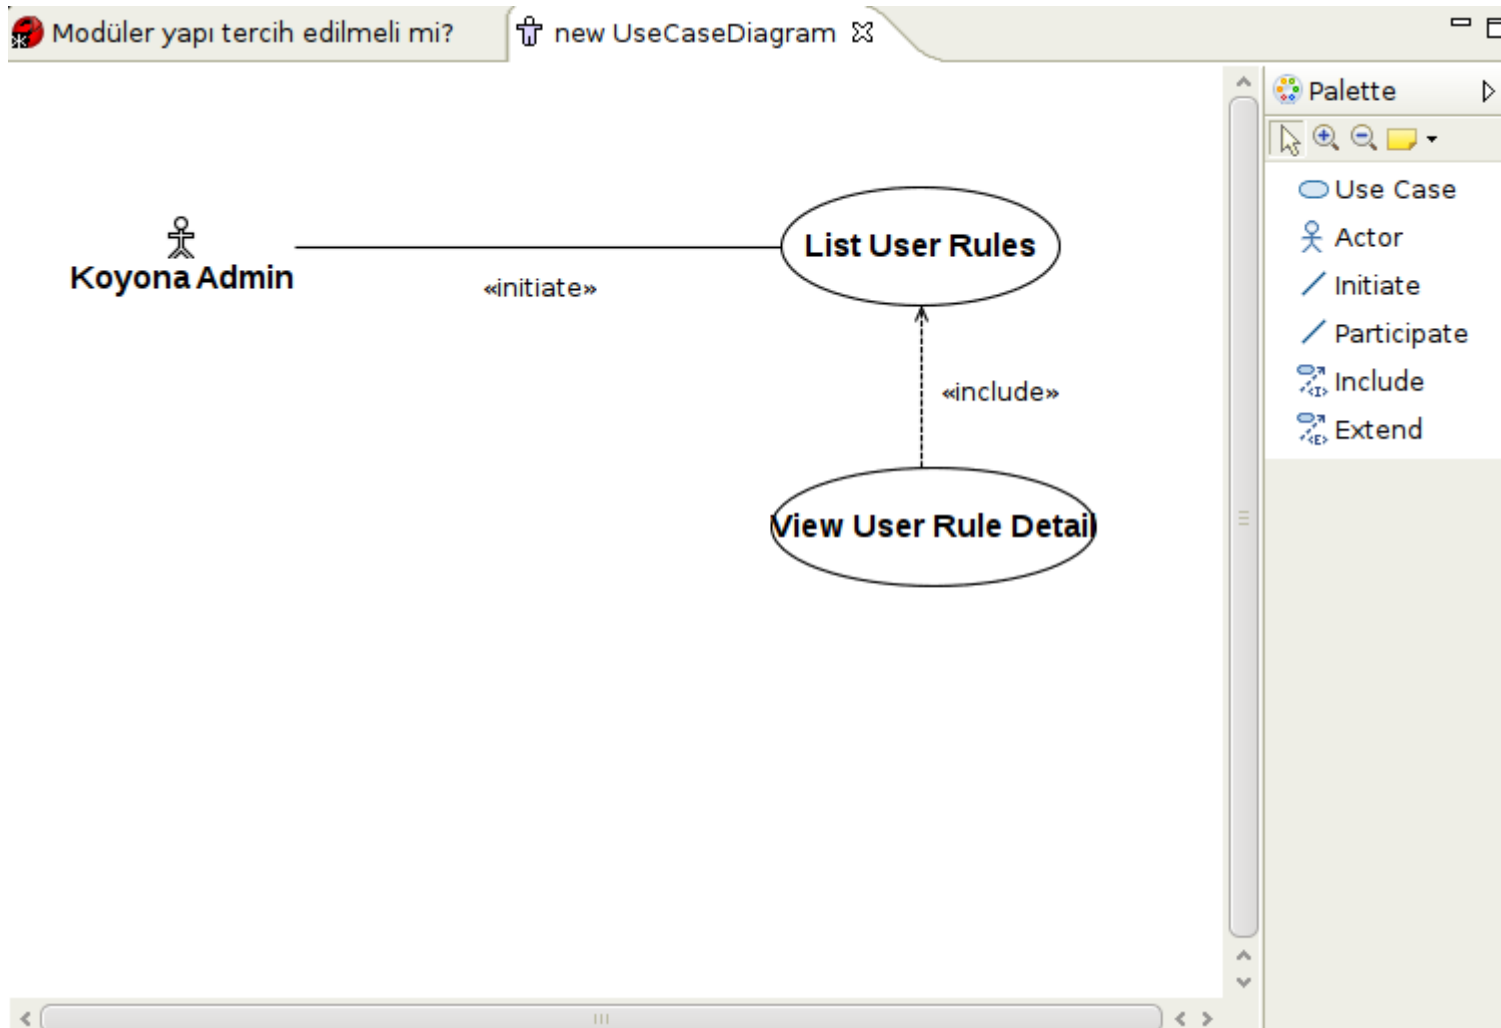 Modüler yapı tercih edilmeli mi?
new UseCaseDiagram
Palette
Use Case
Actor
Initiate
Participate
Include
<I>
Extend
<E>
Koyona Admin
«initiate»
List User Rules
«include»
View User Rule Detail